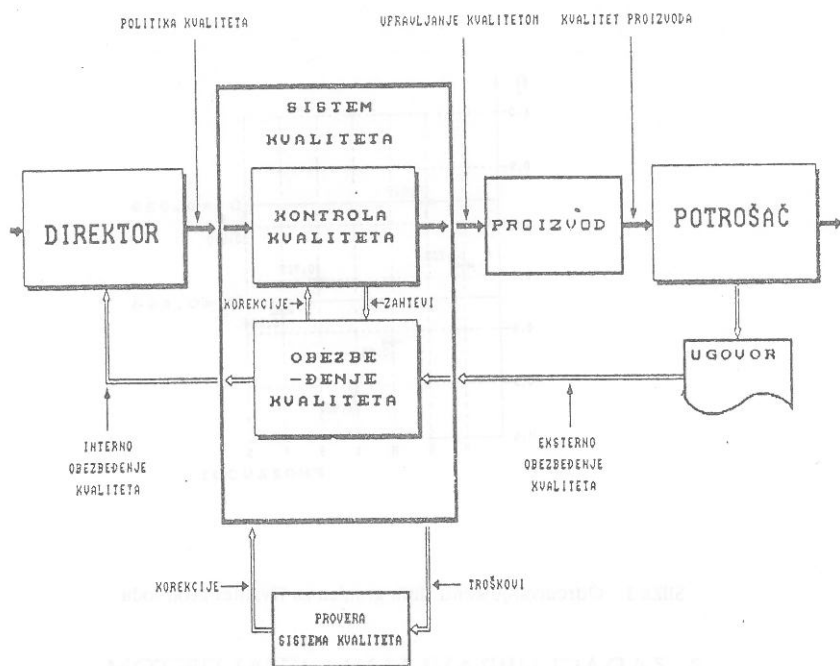 POLITIKA KVALITETA
UPRAVLJANJE KVALITETOM
KVALITET PROIZVODA
SISTEM
KVALITETA
DIREKTOR
KONTROLA
KVALITETA
PROIZVOD
POTROŠAČ
KOREKCIJE
ZAHTEVI
OBEZBE
-ĐENJE
KVALITETA
UGOVOR
INTERNO
OBEZBEĐENJE
KVALITETA
EKSTERNO
OBEZBEĐENJE
KVALITETA
KOREKCIJE
TROŠKOVI
PROVERA
SISTEMA KVALITETA